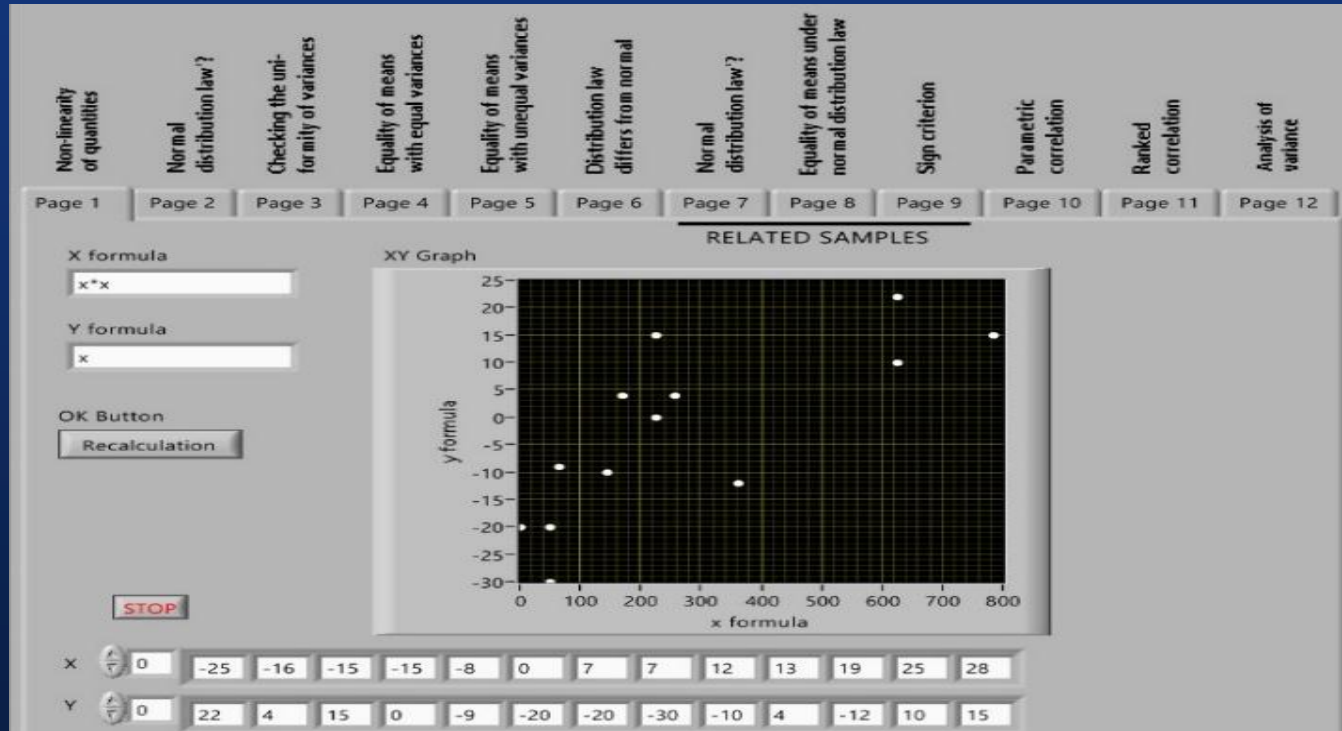 Non-linearity
of quantities
Normal
distribution law'?
Checking the uni-
formity of variances
Equality of means
with equal variances
Equality of means
with unequal variances
Distribution law
differs from normal
Normal
distribution law'?
Equality of means under
normal distribution law
Sign criterion
Parametric
correlation
Ranked
correlation
Analysis of
variance
Page 1 Page 2 Page 3 Page 4 Page 5 Page 6 Page 7 Page 8 Page 9 Page 10 Page 11 Page 12
RELATED SAMPLES
X formula
x*x
Y formula
x
OK Button
Recalculation
STOP
XY Graph
y formula
25
20
15
10
5
0
-5
-10
-15
-20
-25
-30
0 100 200 300 400 500 600 700 800
x formula
X 0 -25 -16 -15 -15 -8 0 7 7 12 13 19 25 28
Y 0 22 4 15 0 -9 -20 -20 -30 -10 4 -12 10 15